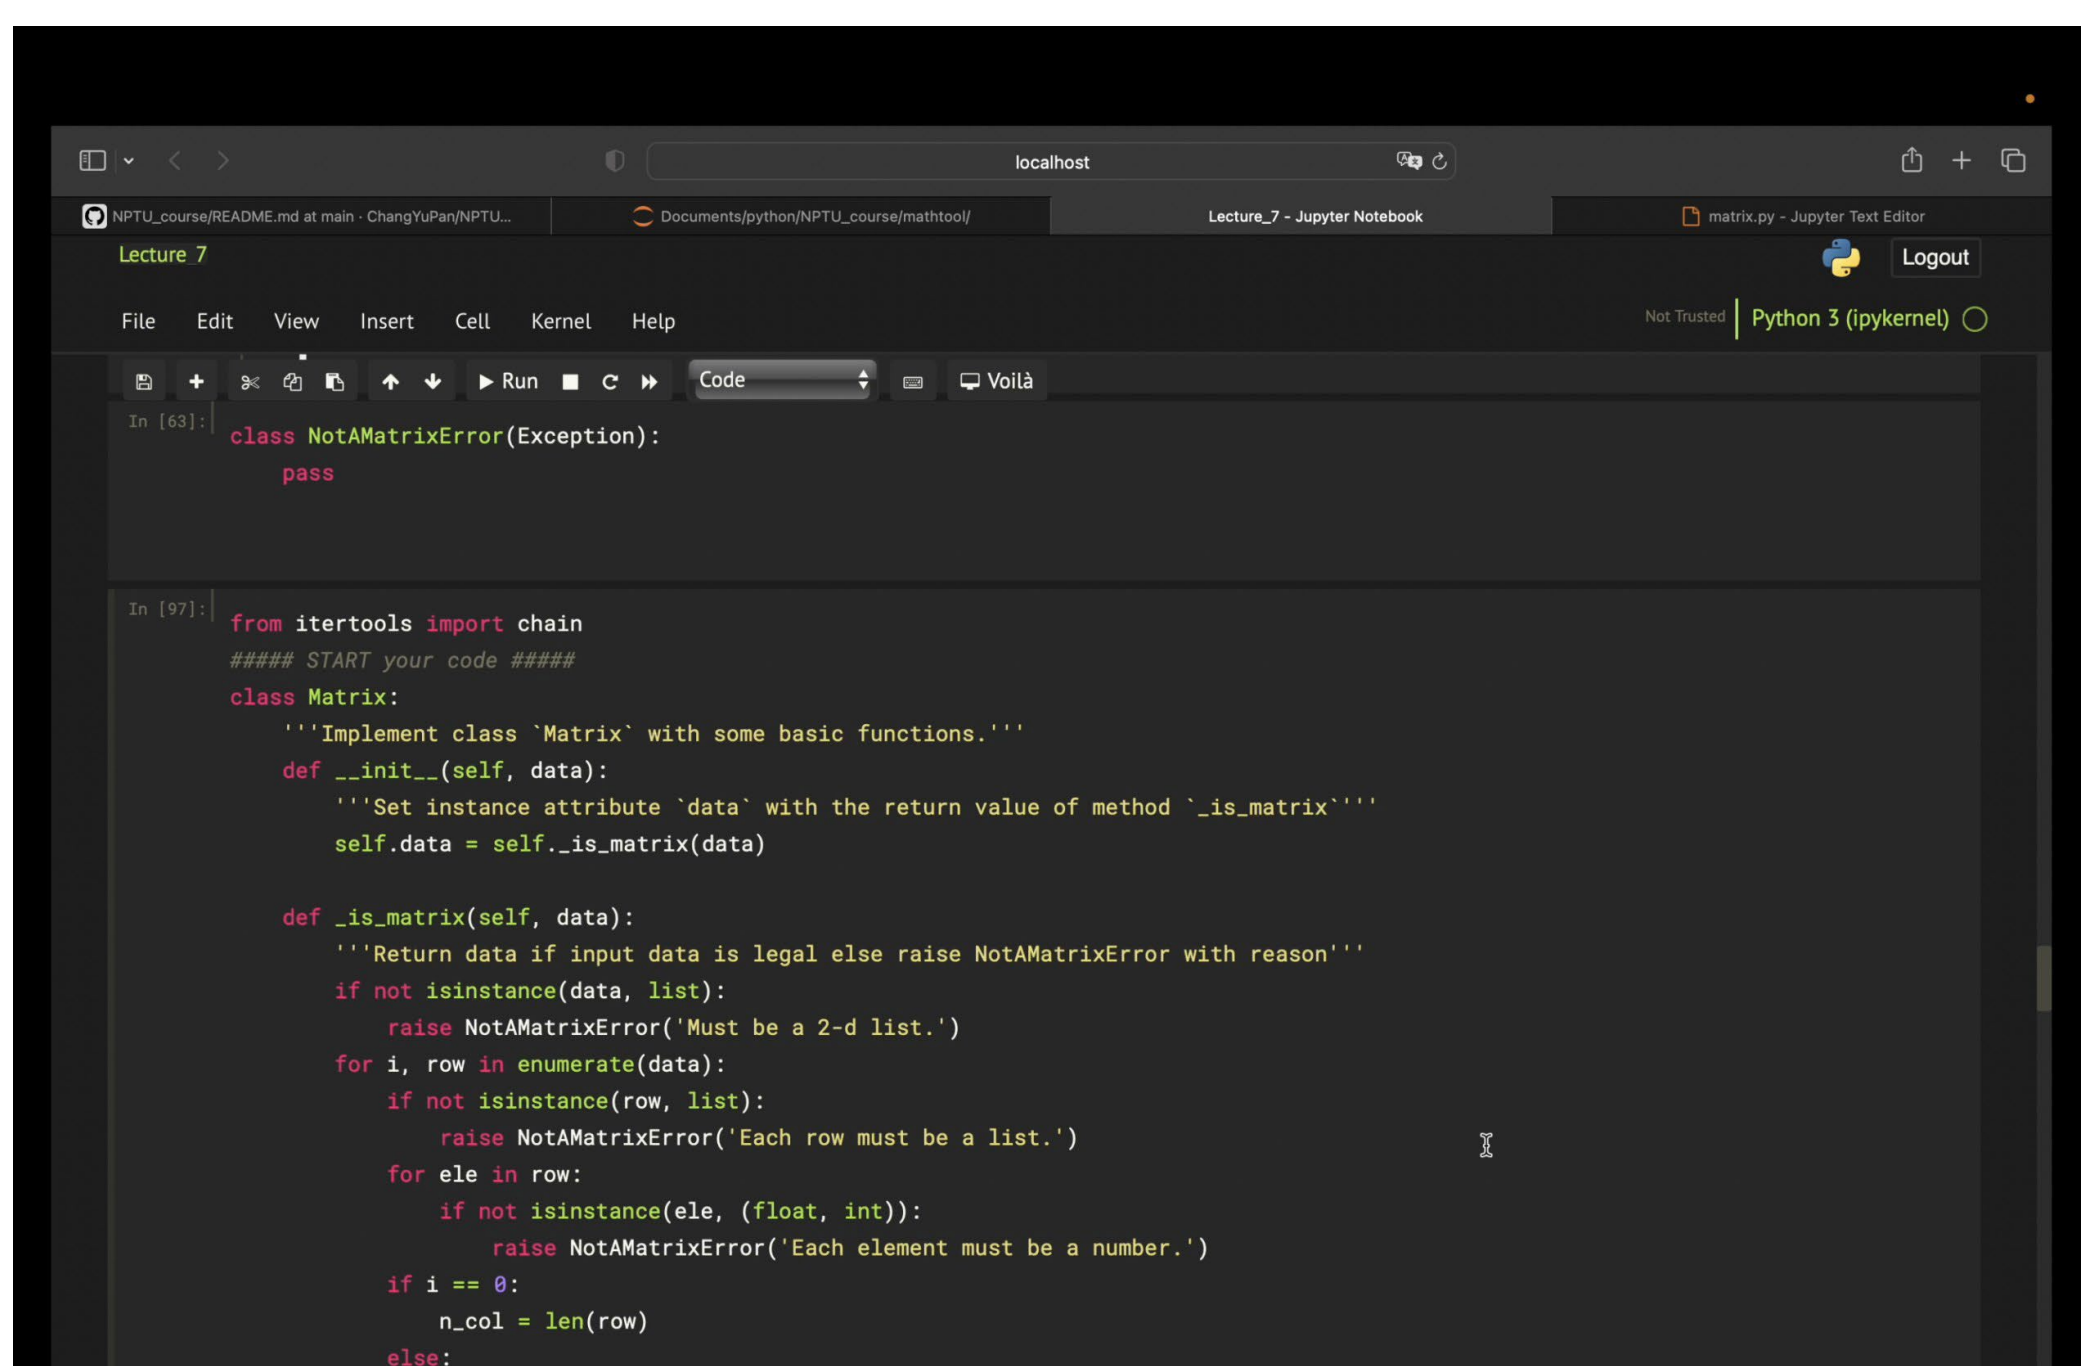 localhost
NPTU_course/README.md at main · ChangYuPan/NPTU...
Documents/python/NPTU_course/mathtool/
Lecture_7 - Jupyter Notebook
matrix.py - Jupyter Text Editor
Lecture_7
Logout
File Edit View Insert Cell Kernel Help
Not Trusted
Python 3 (ipykernel)
Run
Code
Voilà
In [63]:
class NotAMatrixError(Exception):
    pass
In [97]:
from itertools import chain
##### START your code #####
class Matrix:
    '''Implement class `Matrix` with some basic functions.'''
    def __init__(self, data):
        '''Set instance attribute `data` with the return value of method `_is_matrix`'''
        self.data = self._is_matrix(data)
    def _is_matrix(self, data):
        '''Return data if input data is legal else raise NotAMatrixError with reason'''
        if not isinstance(data, list):
            raise NotAMatrixError('Must be a 2-d list.')
        for i, row in enumerate(data):
            if not isinstance(row, list):
                raise NotAMatrixError('Each row must be a list.')
            for ele in row:
                if not isinstance(ele, (float, int)):
                    raise NotAMatrixError('Each element must be a number.')
            if i == 0:
                n_col = len(row)
            else: